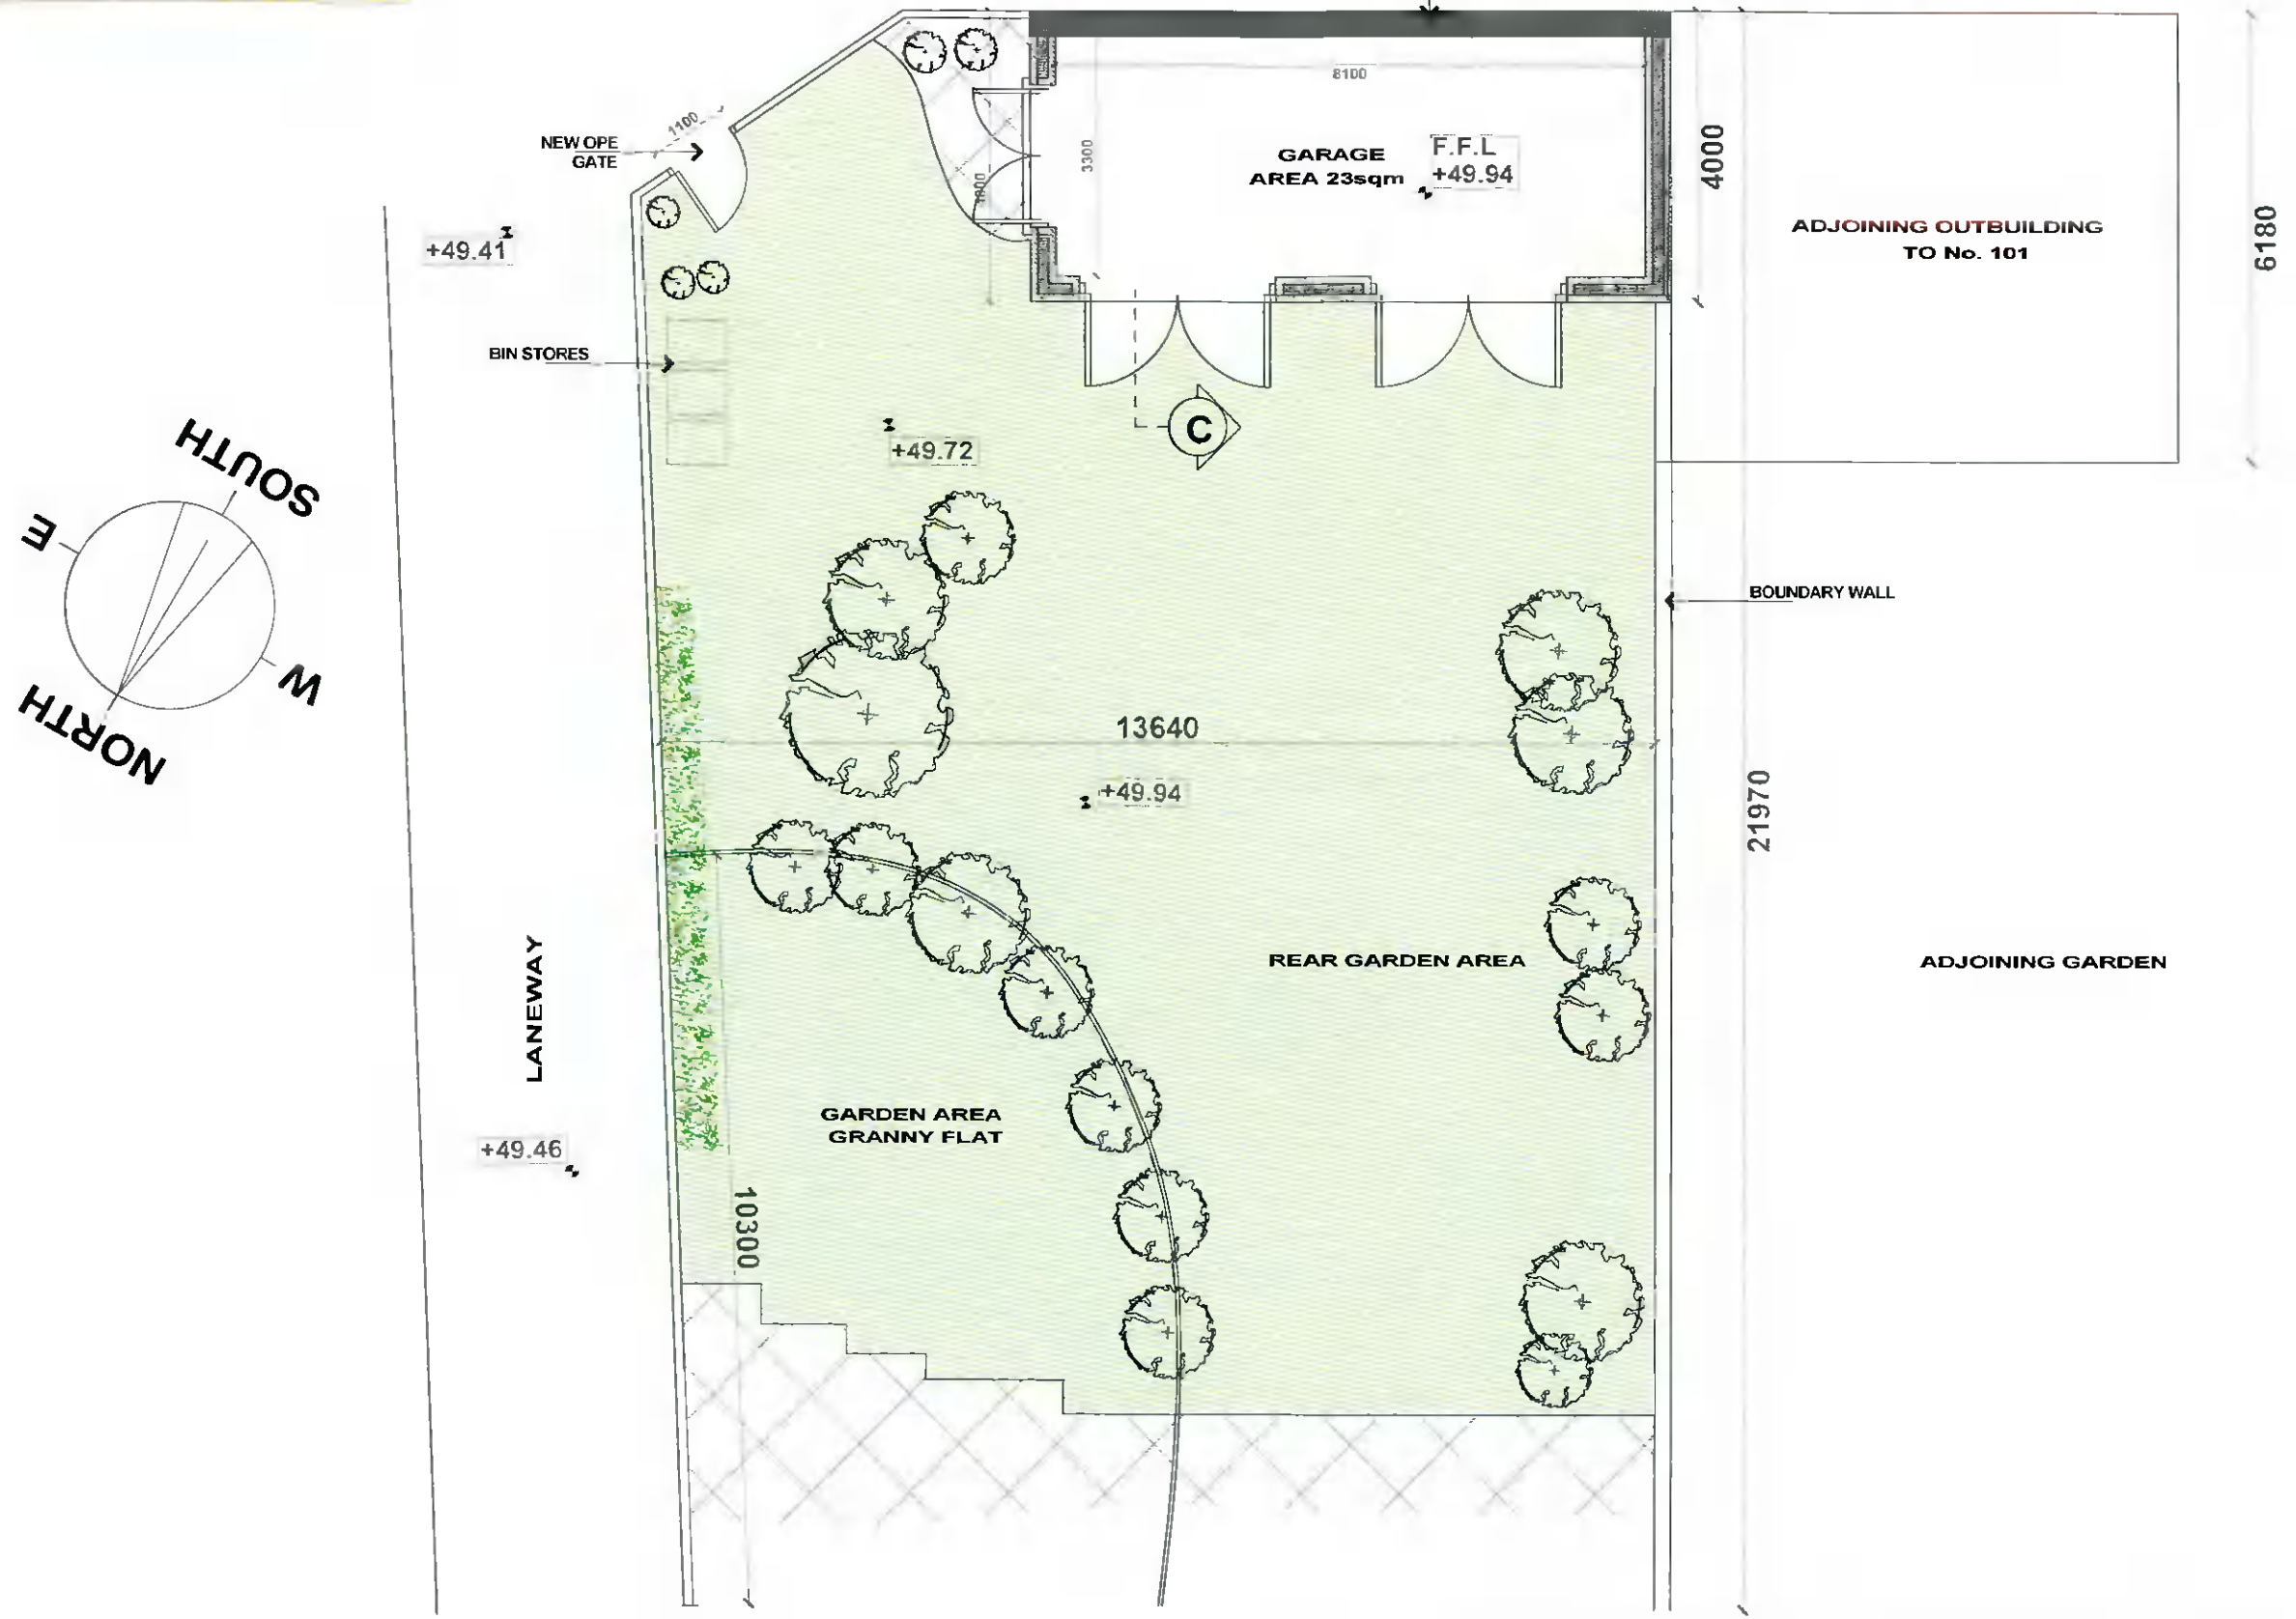 8100
1100
NEW OPE
GATE
3300
GARAGE
AREA 23sqm
F.F.L
+49.94
4000
ADJOINING OUTBUILDING
TO No. 101
6180
+49.41
BIN STORES
C
+49.72
SOUTH
E
W
NORTH
BOUNDARY WALL
13640
+49.94
21970
LANEWAY
REAR GARDEN AREA
ADJOINING GARDEN
GARDEN AREA
GRANNY FLAT
+49.46
10300